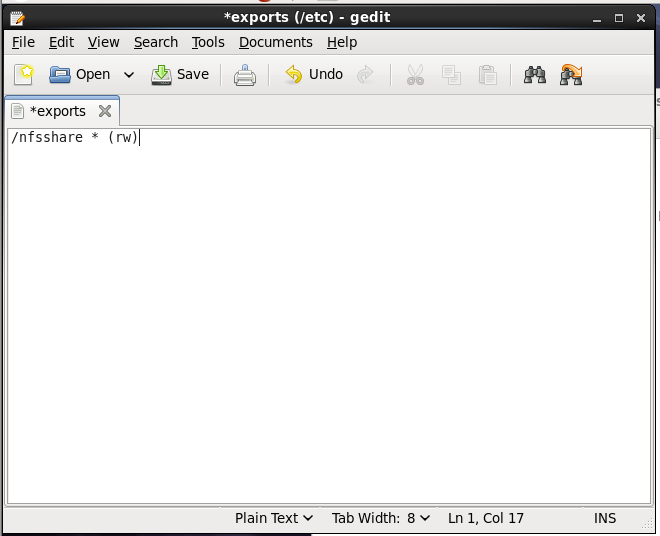 *exports (/etc) - gedit
File Edit View Search Tools Documents Help
Open Save Undo
*exports
/nfsshare * (rw)
Plain Text Tab Width: 8 Ln 1, Col 17 INS